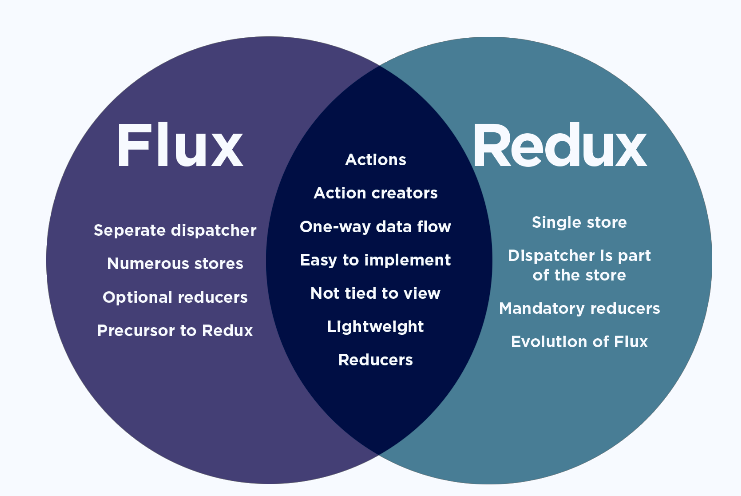 Flux
Seperate dispatcher
Numerous stores
Optional reducers
Precursor to Redux
Actions
Action creators
One-way data flow
Easy to implement
Not tied to view
Lightweight
Reducers
Redux
Single store
Dispatcher is part
of the store
Mandatory reducers
Evolution of Flux